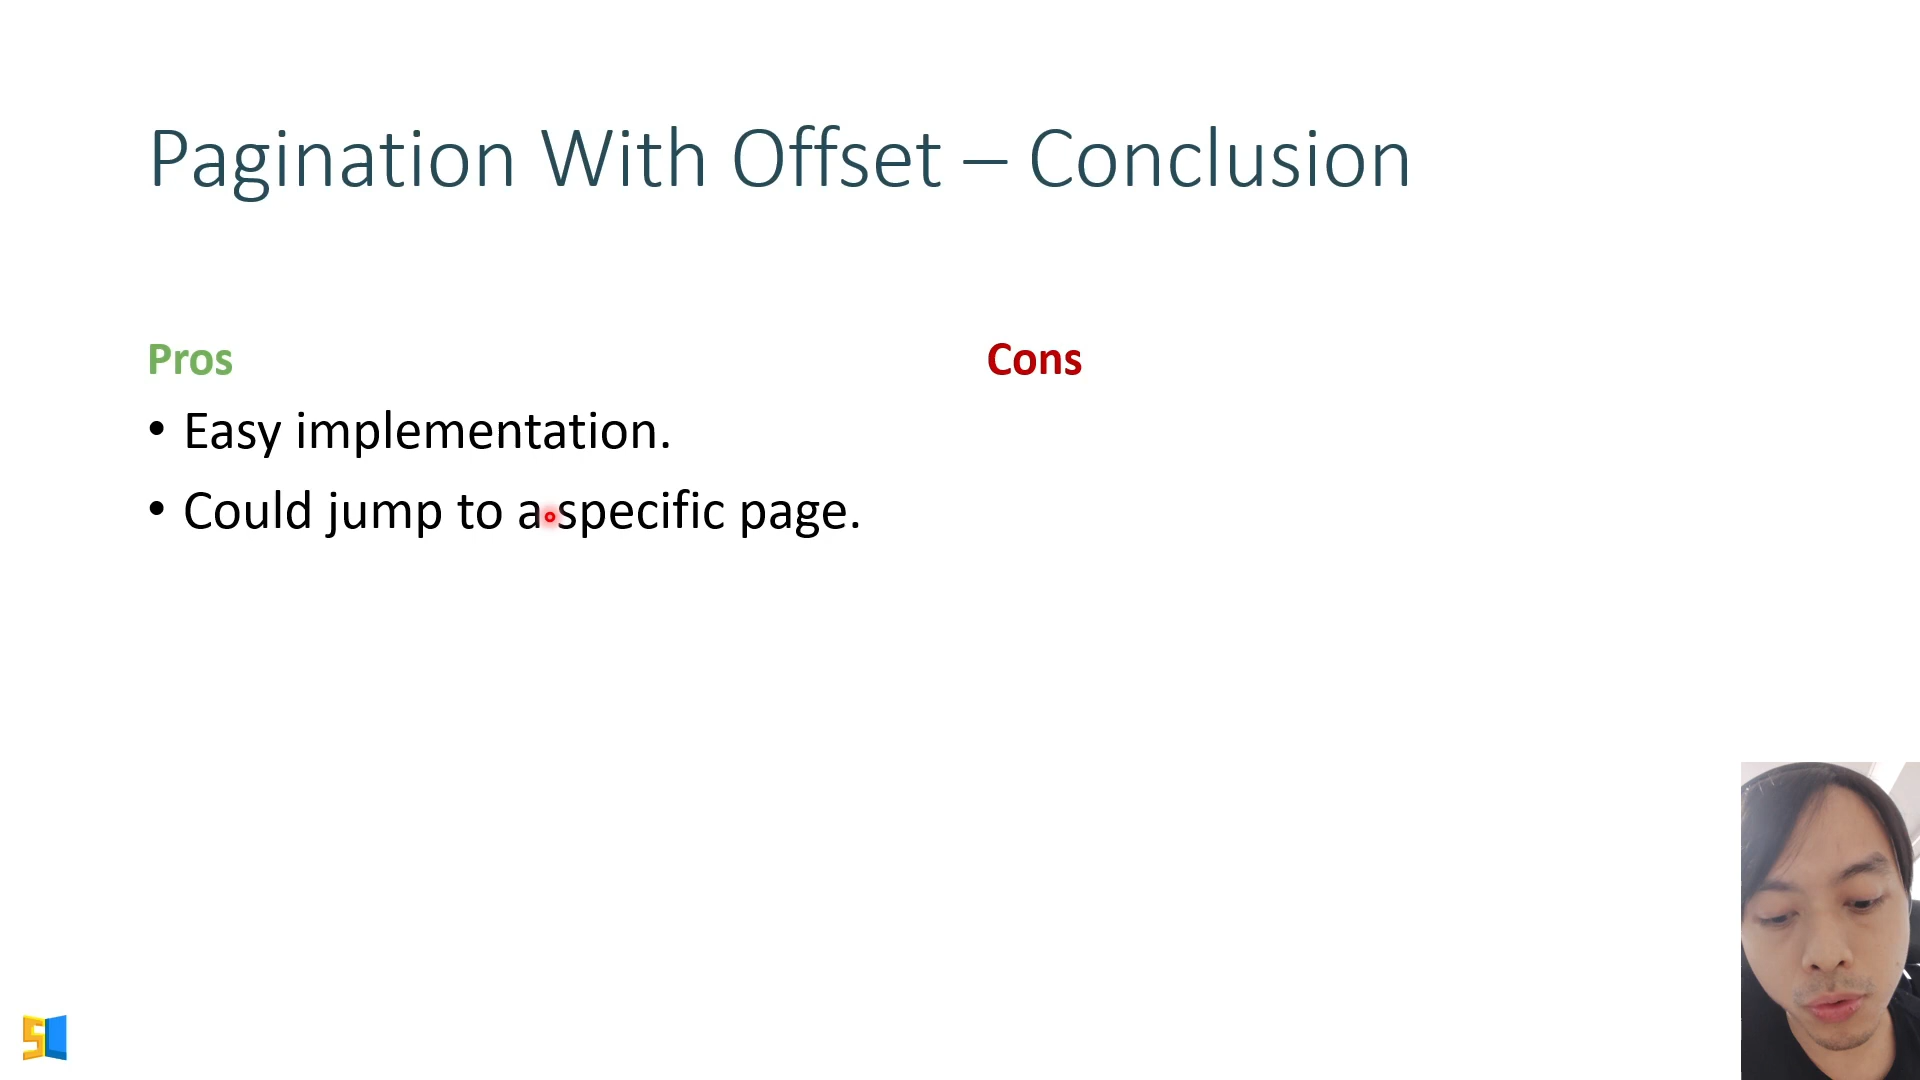 Pagination With Offset – Conclusion
Pros
• Easy implementation.
• Could jump to a specific page.
Cons